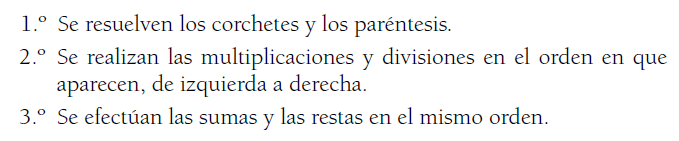 1.º Se resuelven los corchetes y los paréntesis.
2.º Se realizan las multiplicaciones y divisiones en el orden en que
aparecen, de izquierda a derecha.
3.º Se efectúan las sumas y las restas en el mismo orden.